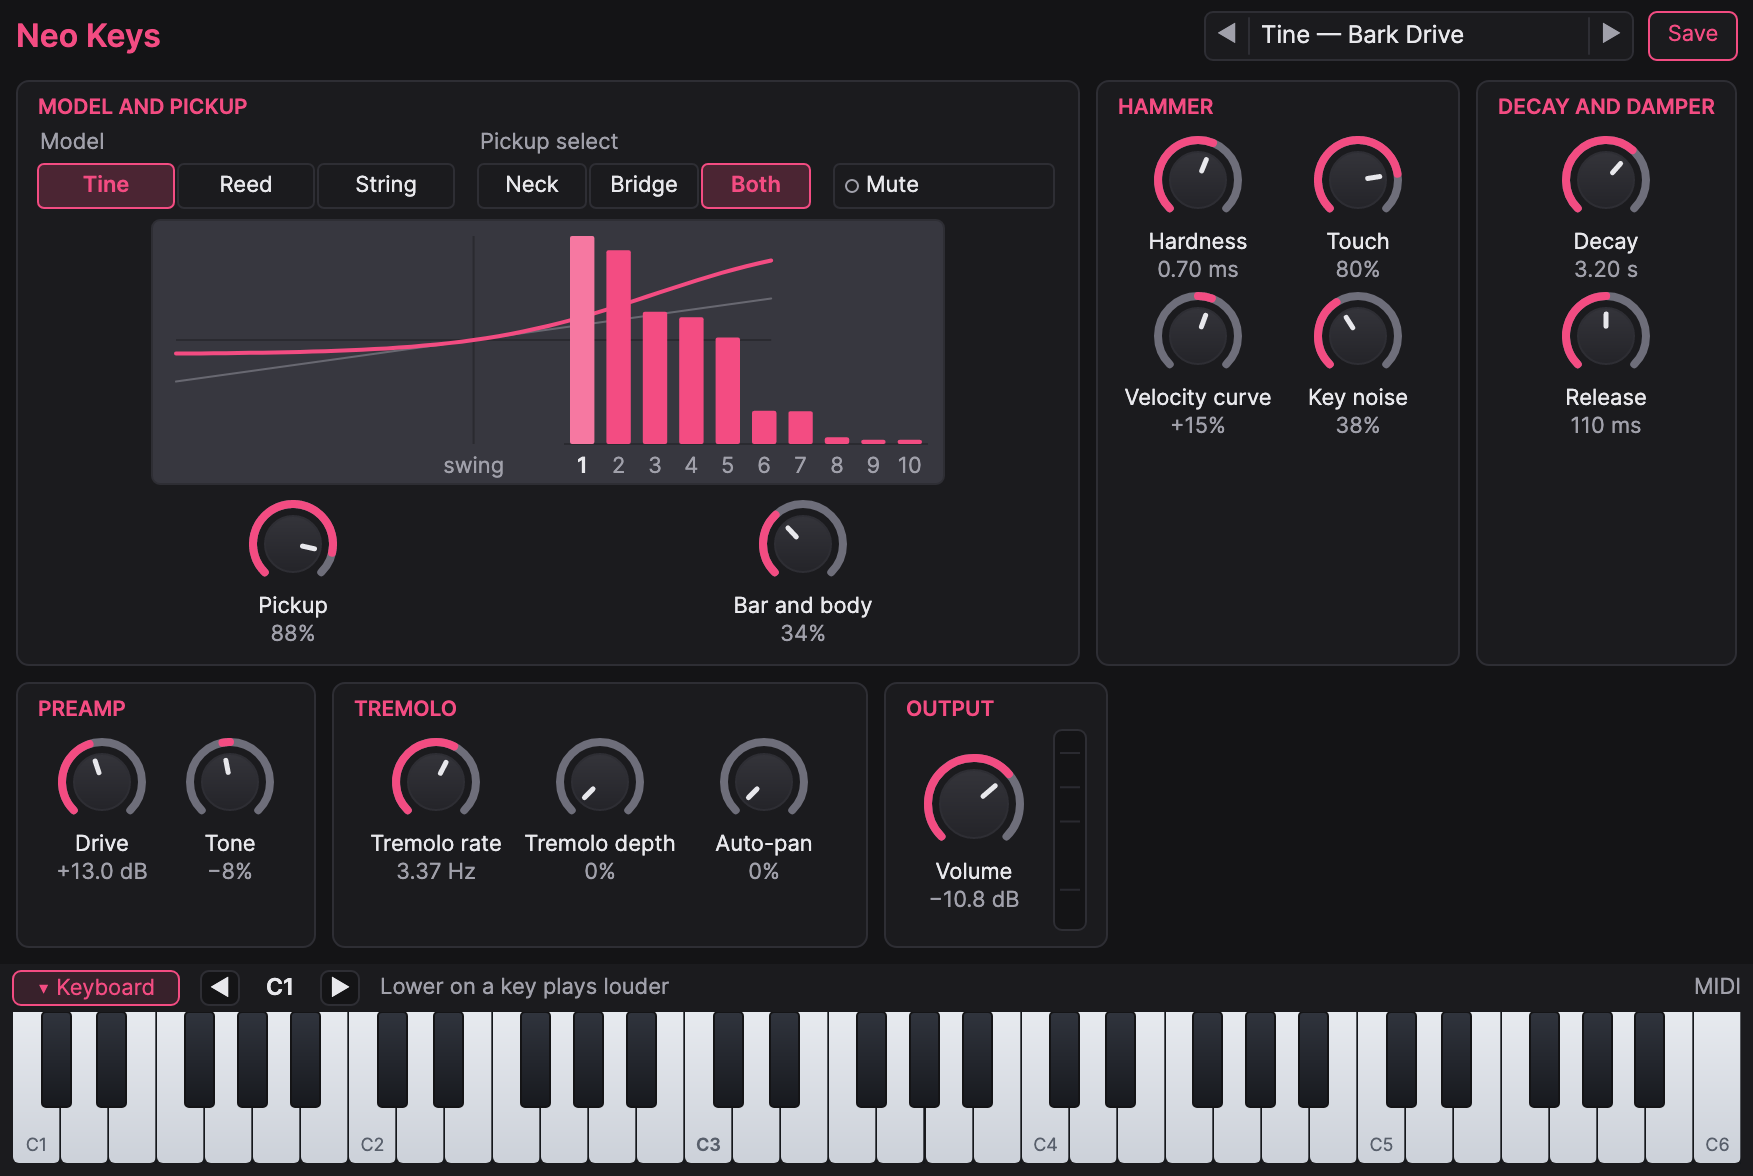 Neo Keys
Tine — Bark Drive
Save
MODEL AND PICKUP
Model
Pickup select
Tine
Reed
String
Neck
Bridge
Both
Mute
swing
1 2 3 4 5 6 7 8 9 10
Pickup
88%
Bar and body
34%
HAMMER
Hardness
0.70 ms
Touch
80%
Velocity curve
+15%
Key noise
38%
DECAY AND DAMPER
Decay
3.20 s
Release
110 ms
PREAMP
Drive
+13.0 dB
Tone
−8%
TREMOLO
Tremolo rate
3.37 Hz
Tremolo depth
0%
Auto-pan
0%
OUTPUT
Volume
−10.8 dB
▾ Keyboard
C1
Lower on a key plays louder
MIDI
C1 C2 C3 C4 C5 C6